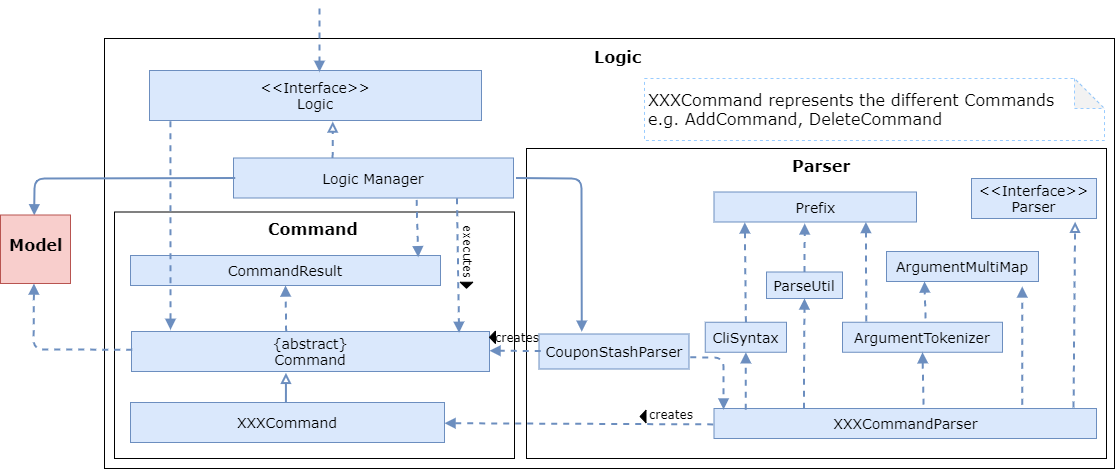 Logic
<<Interface>>
Logic
XXXCommand represents the different Commands
e.g. AddCommand, DeleteCommand
Logic Manager
Parser
Prefix
<<Interface>>
Parser
Model
Command
executes
CommandResult
ArgumentMultiMap
ParseUtil
{abstract}
Command
creates
CouponStashParser
CliSyntax
ArgumentTokenizer
XXXCommand
creates
XXXCommandParser